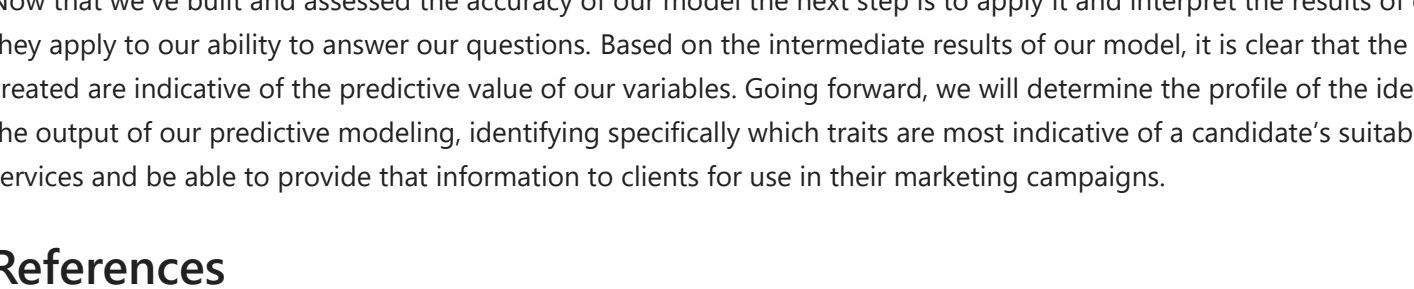 Now that we've built and assessed the accuracy of our model the next step is to apply it and interpret the results of
they apply to our ability to answer our questions. Based on the intermediate results of our model, it is clear that the
created are indicative of the predictive value of our variables. Going forward, we will determine the profile of the ide
the output of our predictive modeling, identifying specifically which traits are most indicative of a candidate’s suitab
services and be able to provide that information to clients for use in their marketing campaigns.
References